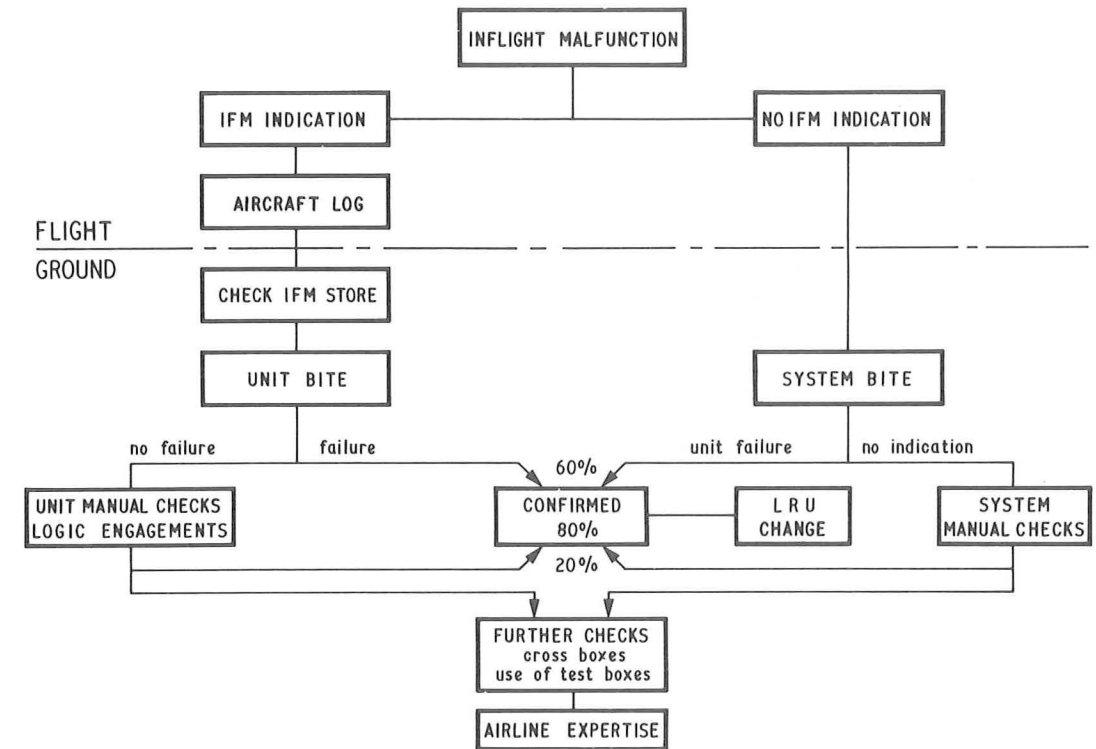 INFLIGHT MALFUNCTION
IFM INDICATION
NO IFM INDICATION
AIRCRAFT LOG
FLIGHT
GROUND
CHECK IFM STORE
UNIT BITE
SYSTEM BITE
no failure
failure
unit failure
no indication
60%
UNIT MANUAL CHECKS
LOGIC ENGAGEMENTS
CONFIRMED
80%
LRU
CHANGE
SYSTEM
MANUAL CHECKS
20%
FURTHER CHECKS
cross boxes
use of test boxes
AIRLINE EXPERTISE